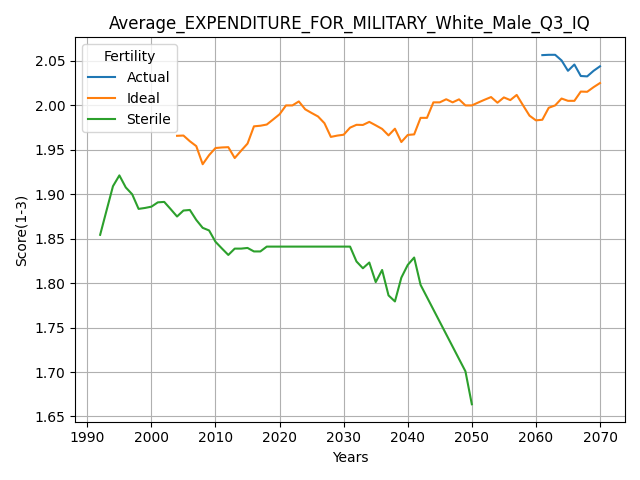 Average_EXPENDITURE_FOR_MILITARY_White_Male_Q3_IQ
Fertility
Actual
Ideal
Sterile
Score(1-3)
2.05
2.00
1.95
1.90
1.85
1.80
1.75
1.70
1.65
1990 2000 2010 2020 2030 2040 2050 2060 2070
Years